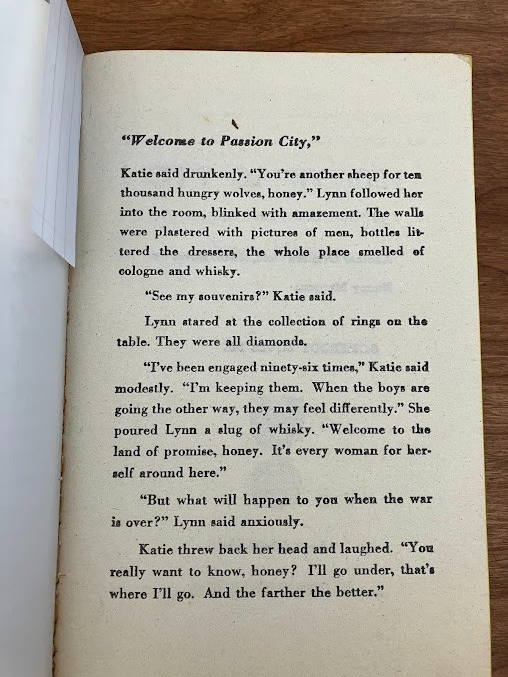 "Welcome to Passion City,"
Katie said drunkenly. "You're another sheep for ten
thousand hungry wolves, honey." Lynn followed her
into the room, blinked with amazement. The walls
were plastered with pictures of men, bottles lit-
tered the dressers, the whole place smelled of
cologne and whisky.
"See my souvenirs?" Katie said.
Lynn stared at the collection of rings on the
table. They were all diamonds.
"I've been engaged ninety-six times," Katie said
modestly. "I'm keeping them. When the boys are
going the other way, they may feel differently." She
poured Lynn a slug of whisky. "Welcome to the
land of promise, honey. It's every woman for her-
self around here."
"But what will happen to you when the war
is over?" Lynn said anxiously.
Katie threw back her head and laughed. "You
really want to know, honey? I'll go under, that's
where I'll go. And the farther the better."